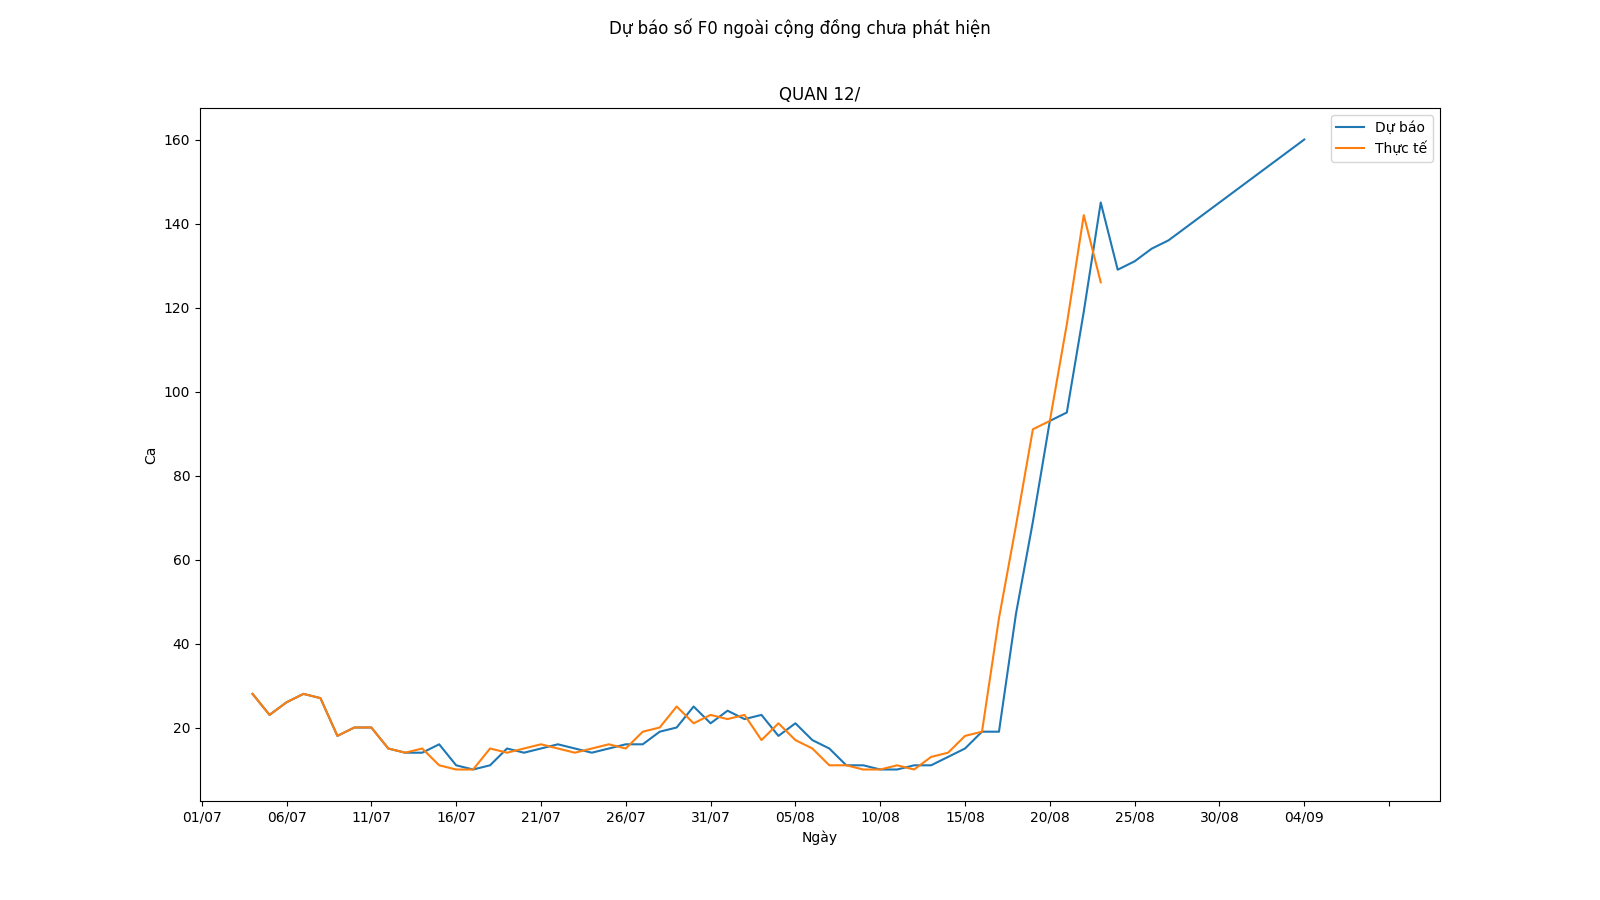 Dự báo số F0 ngoài cộng đồng chưa phát hiện
QUAN 12/
Dự báo
Thực tế
160
140
120
100
80
60
40
20
Ca
01/07 06/07 11/07 16/07 21/07 26/07 31/07 05/08 10/08 15/08 20/08 25/08 30/08 04/09
Ngày